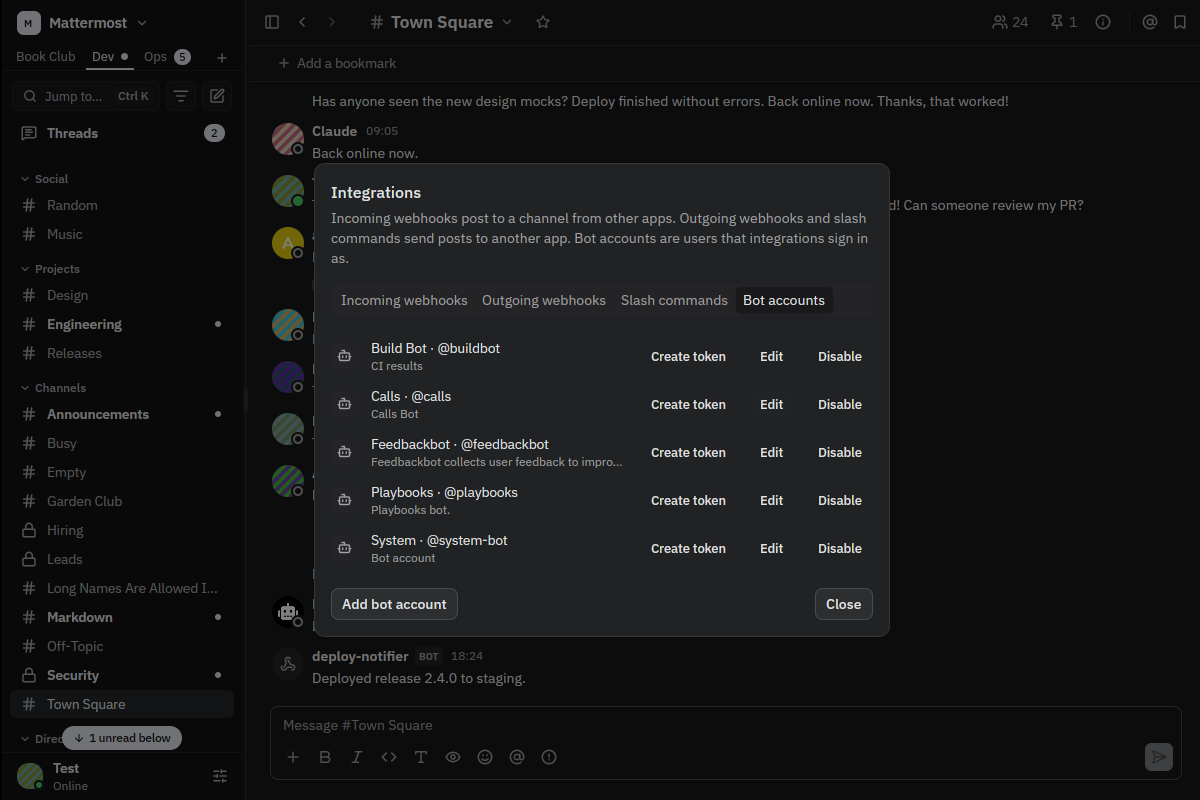 M Mattermost
Book Club Dev Ops 5
Jump to... Ctrl K
Threads 2
Social
Random
Music
Projects
Design
Engineering
Releases
Channels
Announcements
Busy
Empty
Garden Club
Hiring
Leads
Long Names Are Allowed I...
Markdown
Off-Topic
Security
Town Square
1 unread below
Test
Online
Town Square
24
1
Add a bookmark
Has anyone seen the new design mocks? Deploy finished without errors. Back online now. Thanks, that worked!
Claude 09:05
Back online now.
Can someone review my PR?
A
Integrations
Incoming webhooks post to a channel from other apps. Outgoing webhooks and slash
commands send posts to another app. Bot accounts are users that integrations sign in
as.
Incoming webhooks Outgoing webhooks Slash commands Bot accounts
Build Bot · @buildbot
CI results
Create token Edit Disable
Calls · @calls
Calls Bot
Create token Edit Disable
Feedbackbot · @feedbackbot
Feedbackbot collects user feedback to impro...
Create token Edit Disable
Playbooks · @playbooks
Playbooks bot.
Create token Edit Disable
System · @system-bot
Bot account
Create token Edit Disable
Add bot account Close
deploy-notifier BOT 18:24
Deployed release 2.4.0 to staging.
Message #Town Square